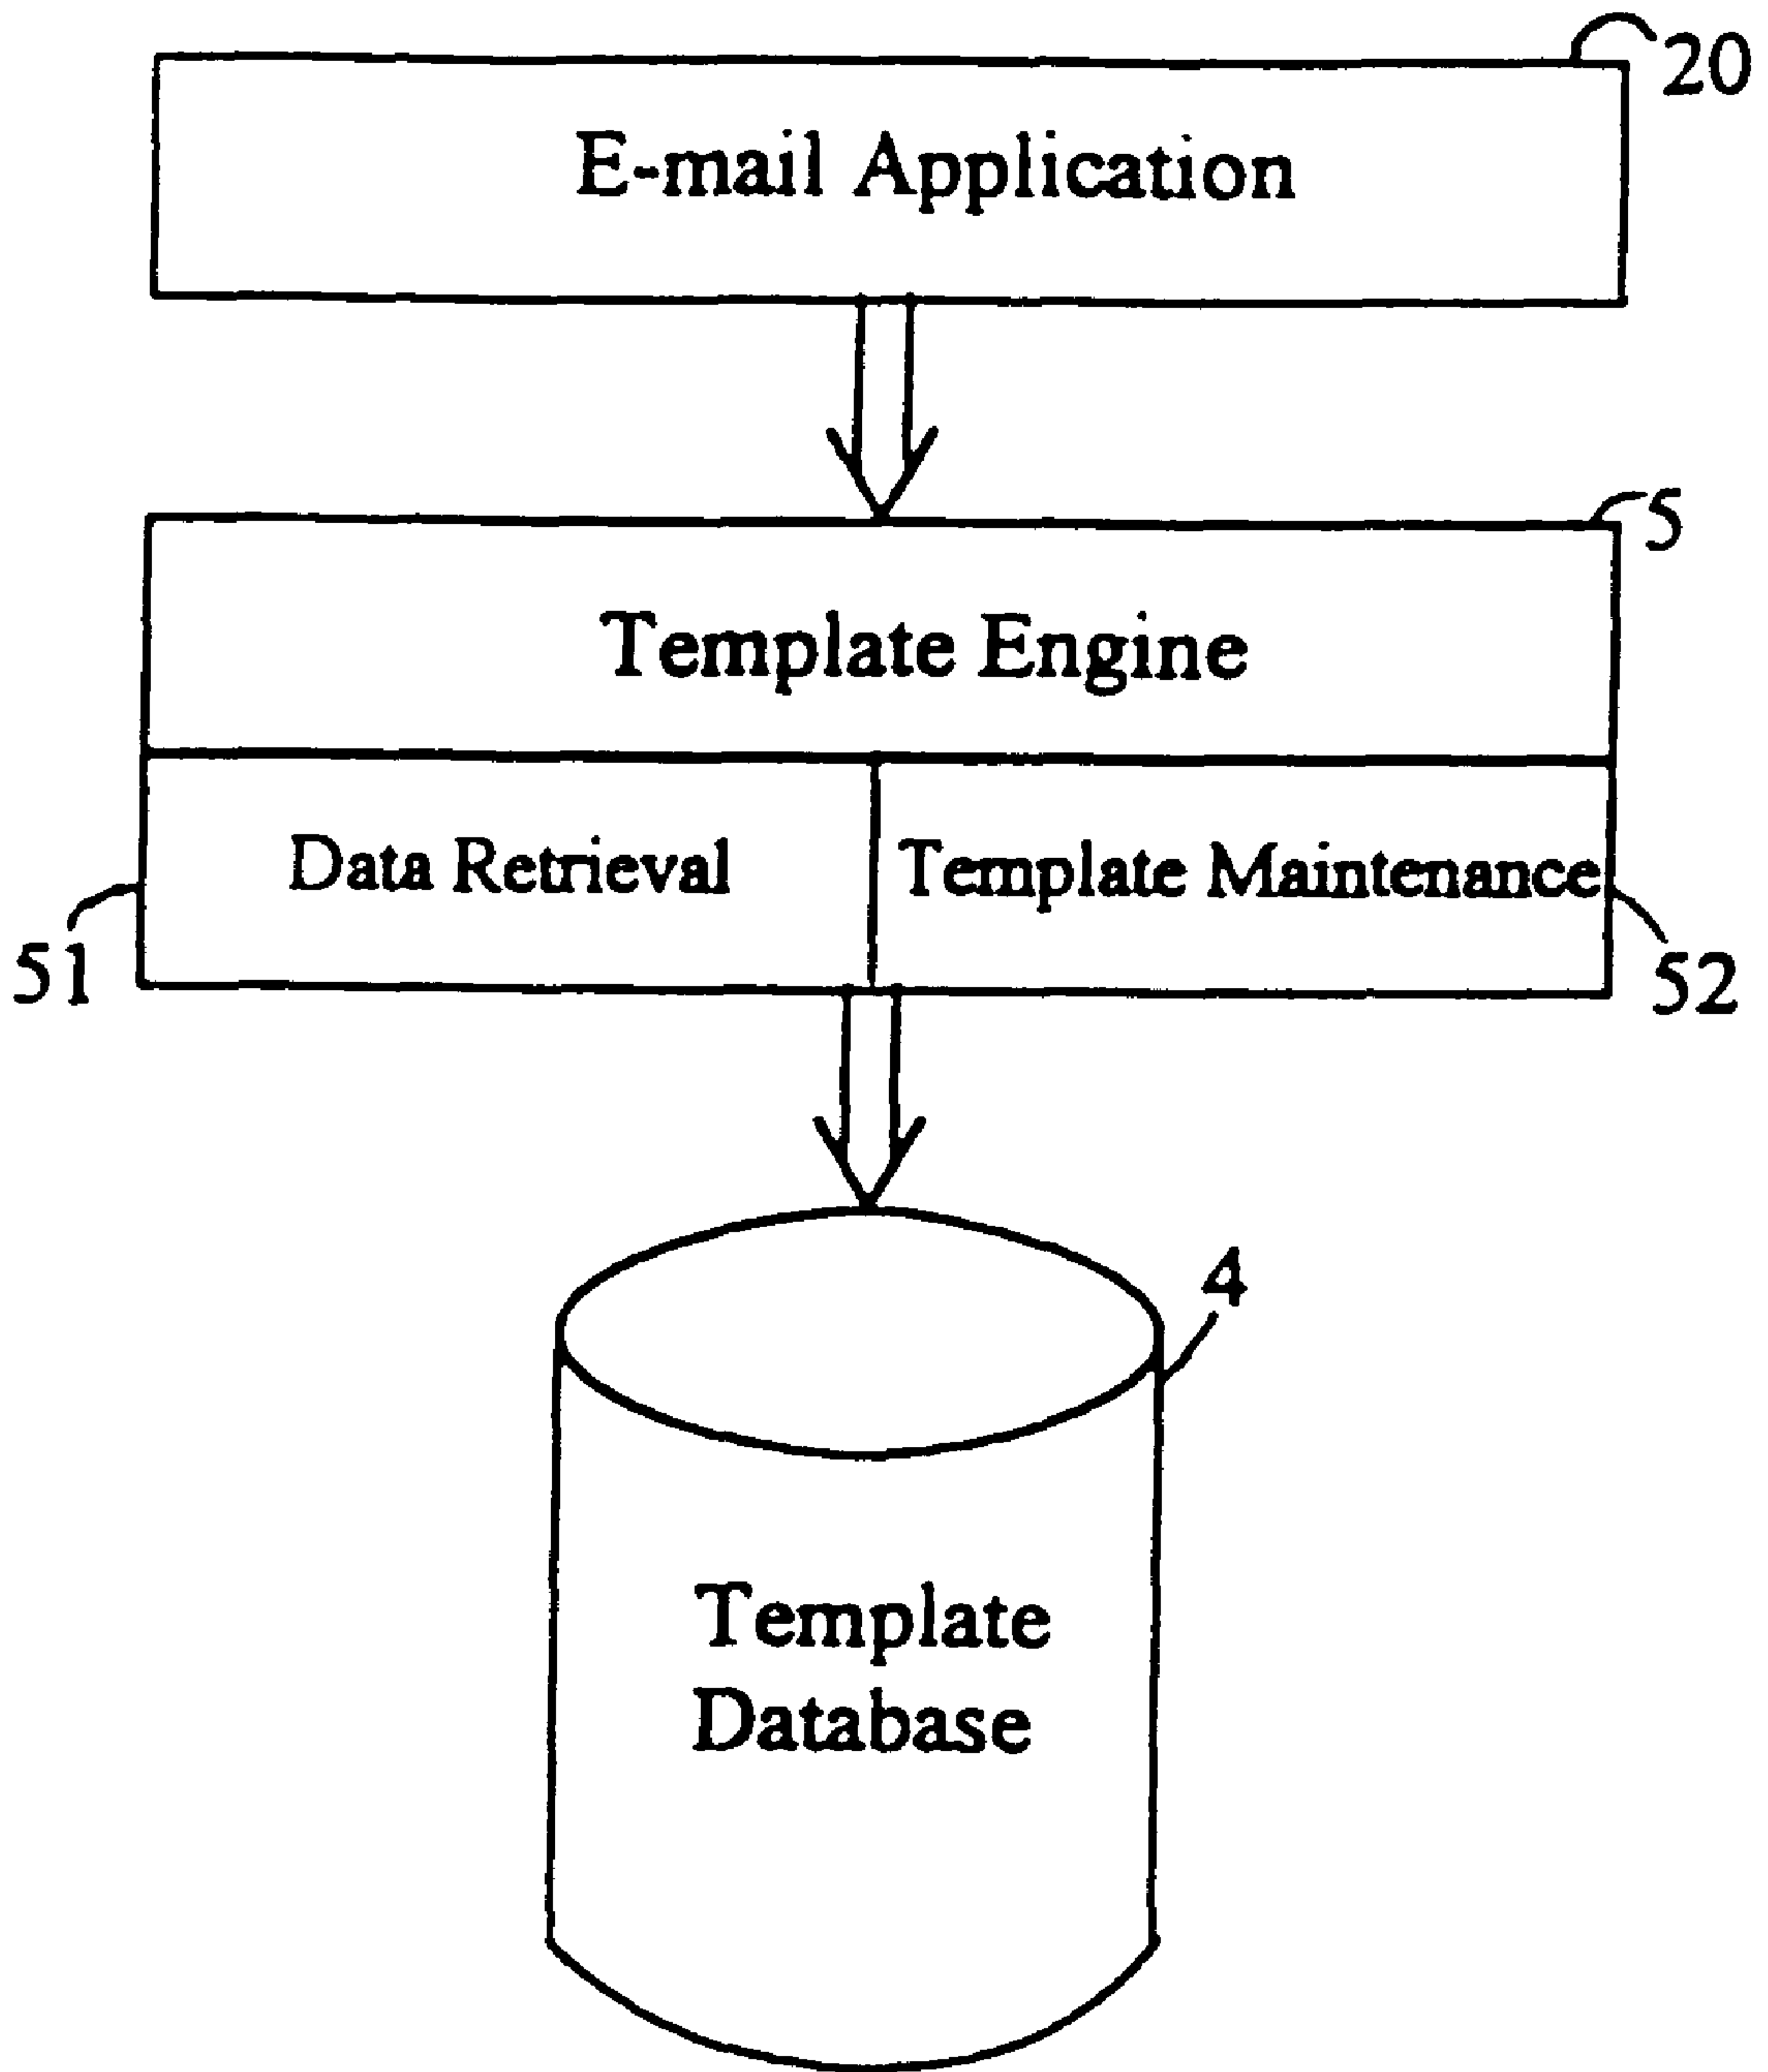 20
E-mail Application
5
Template Engine
Data Retrieval
Template Maintenance
51
52
4
Template
Database